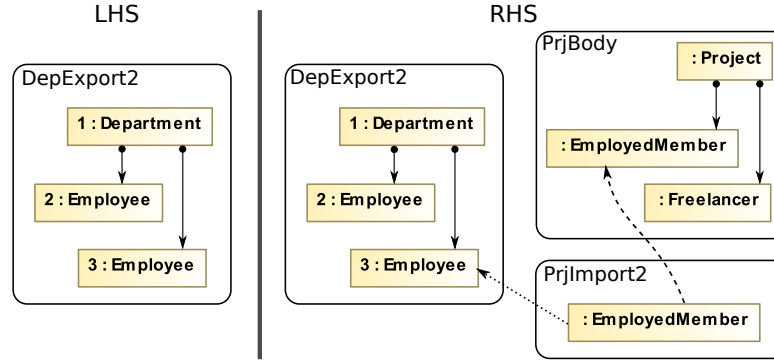 LHS
RHS
DepExport2
1 : Department
2 : Employee
3 : Employee
DepExport2
1 : Department
2 : Employee
3 : Employee
PrjBody
: Project
: EmployedMember
: Freelancer
PrjImport2
: EmployedMember